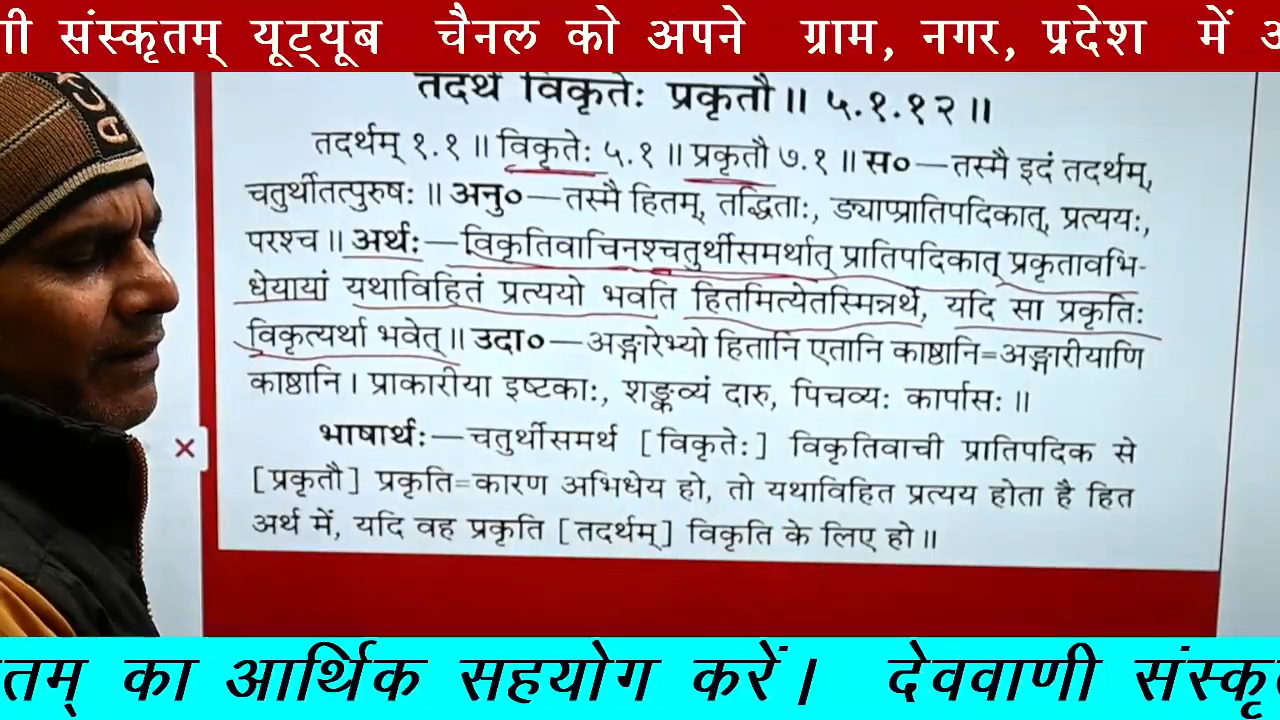 गी संस्कृतम् यूट्यूब चैनल को अपने ग्राम, नगर, प्रदेश में अ
तदर्थं विकृतेः प्रकृतौ॥ ५.१.१२॥
तदर्थम् १.१॥ विकृतेः ५.१॥ प्रकृतौ ७.१॥ स०—तस्मै इदं तदर्थम्,
चतुर्थीतत्पुरुषः॥ अनु०—तस्मै हितम्, तद्धिताः, ङ्याप्प्रातिपदिकात्, प्रत्ययः,
परश्च॥ अर्थः—विकृतिवाचिनश्चतुर्थीसमर्थात् प्रातिपदिकात् प्रकृतावभि-
धेयायां यथाविहितं प्रत्ययो भवति हितमित्येतस्मिन्नर्थे, यदि सा प्रकृतिः
विकृत्यर्था भवेत्॥ उदा०—अङ्गारेभ्यो हितानि एतानि काष्ठानि=अङ्गारीयाणि
काष्ठानि। प्राकारीया इष्टकाः, शङ्कव्यं दारु, पिचव्यः कार्पासः॥
भाषार्थः—चतुर्थीसमर्थ [विकृतेः] विकृतिवाची प्रातिपदिक से
[प्रकृतौ] प्रकृति=कारण अभिधेय हो, तो यथाविहित प्रत्यय होता है हित
अर्थ में, यदि वह प्रकृति [तदर्थम्] विकृति के लिए हो॥
तम् का आर्थिक सहयोग करें। देववाणी संस्कृ